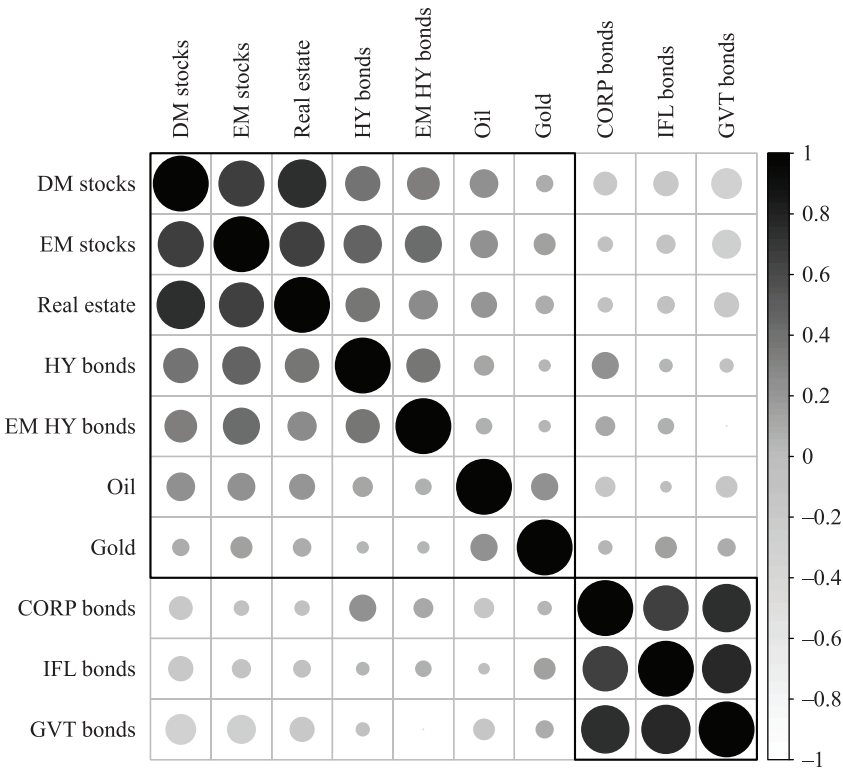 DM stocks
EM stocks
Real estate
HY bonds
EM HY bonds
Oil
Gold
CORP bonds
IFL bonds
GVT bonds
DM stocks
EM stocks
Real estate
HY bonds
EM HY bonds
Oil
Gold
CORP bonds
IFL bonds
GVT bonds
1
0.8
0.6
0.4
0.2
0
–0.2
–0.4
–0.6
–0.8
–1